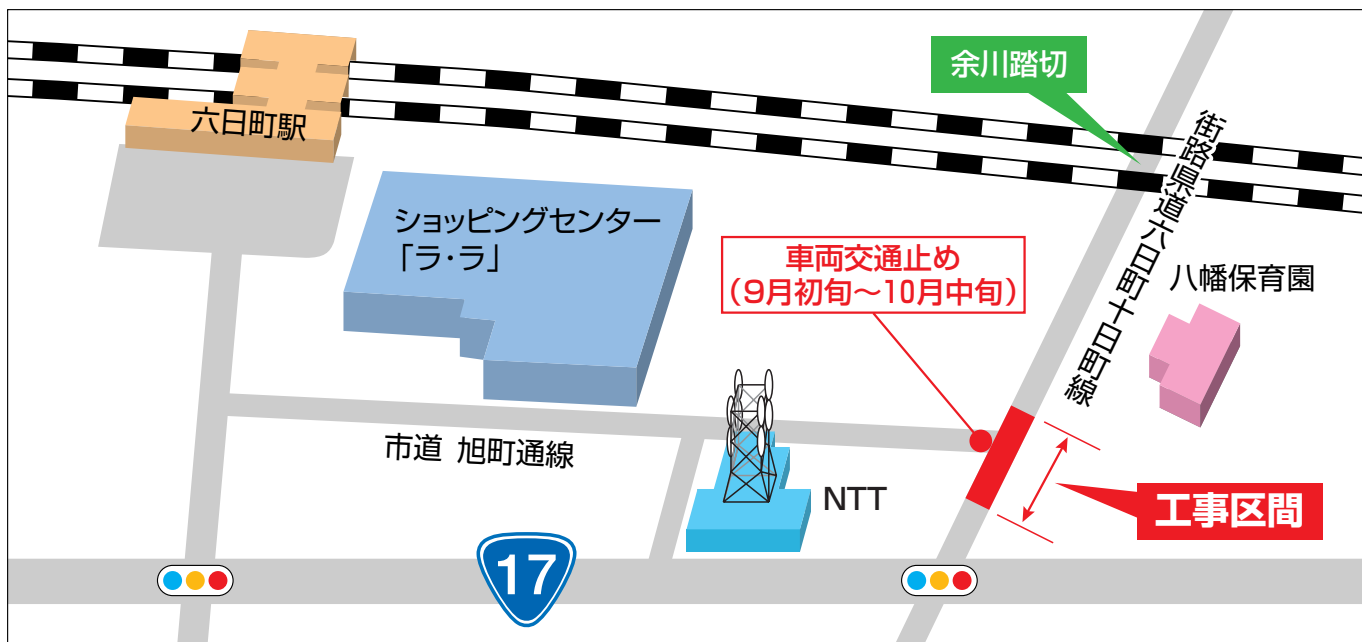 余川踏切
六日町駅
街路県道六日町十日町線
ショッピングセンター
「ラ・ラ」
車両交通止め
(9月初旬～10月中旬)
八幡保育園
市道 旭町通線
NTT
工事区間
17